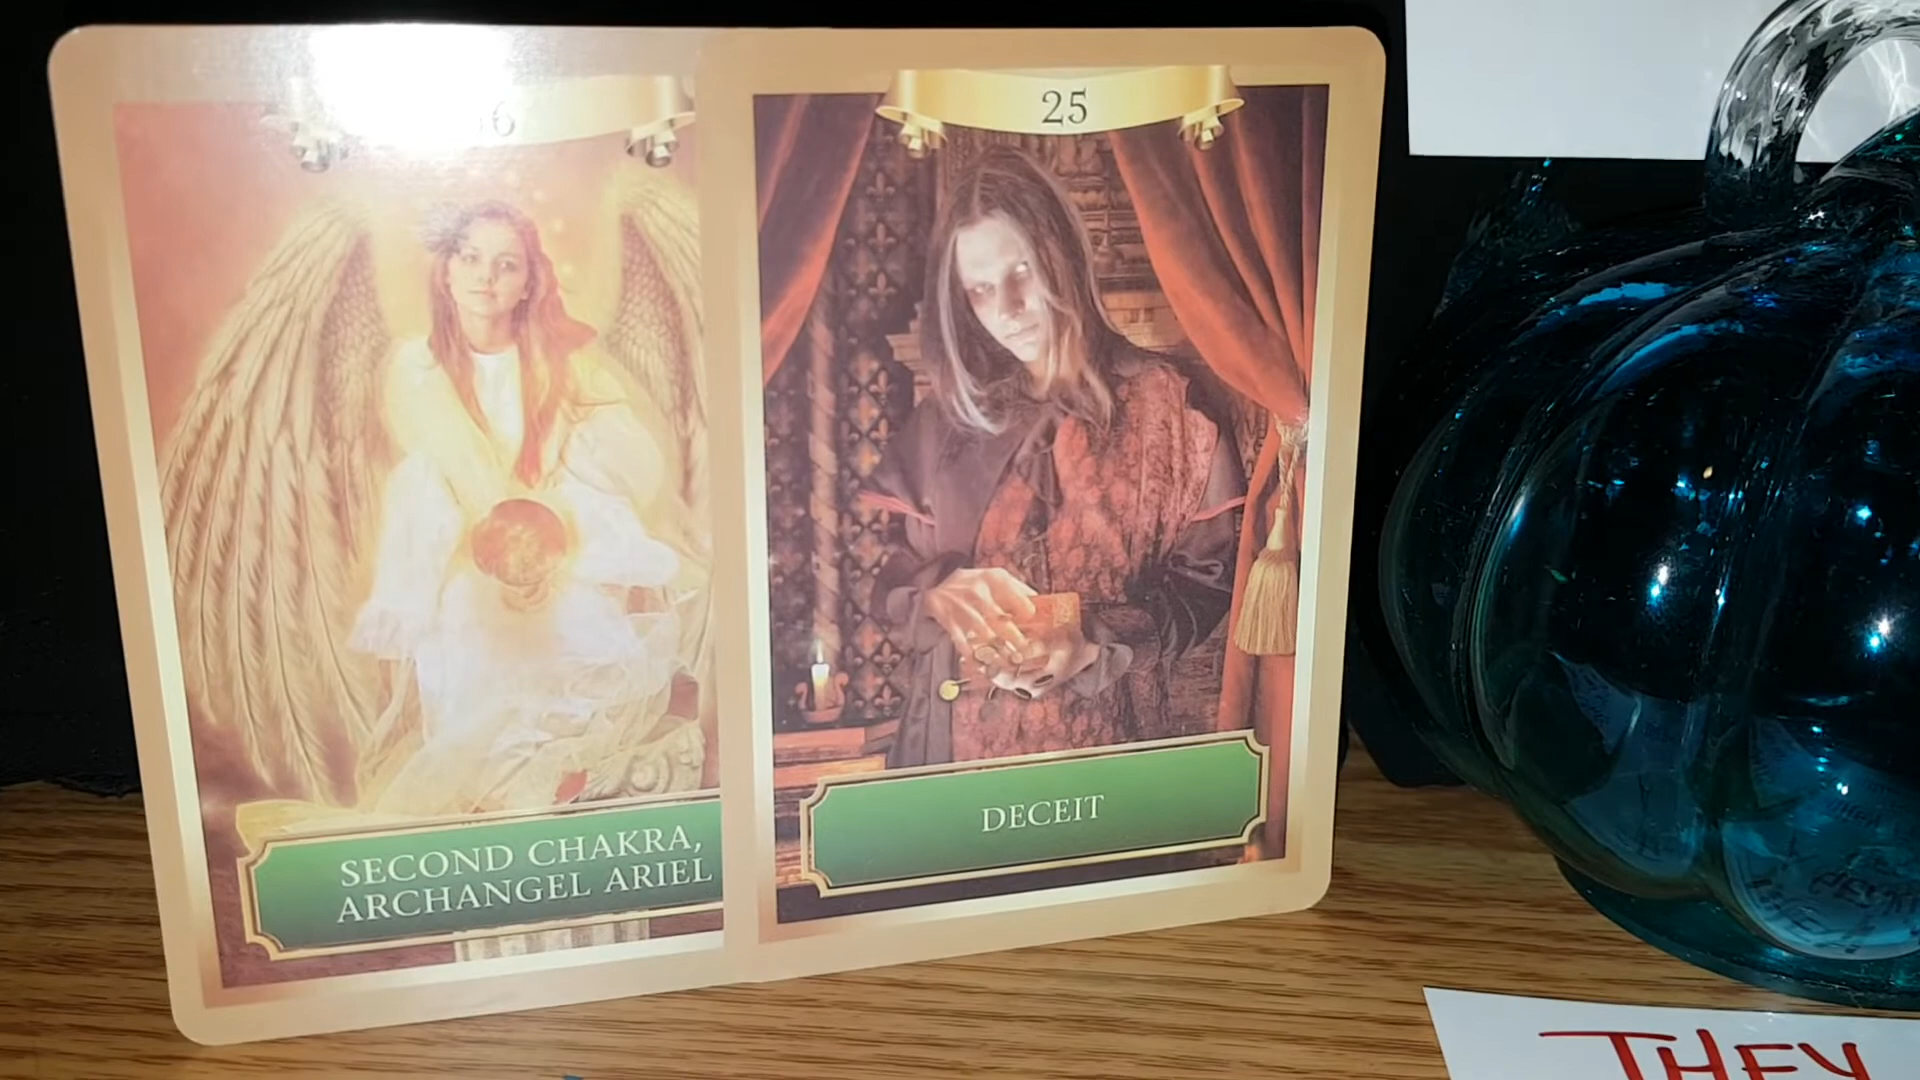 25
SECOND CHAKRA,
ARCHANGEL ARIEL
DECEIT
THEY